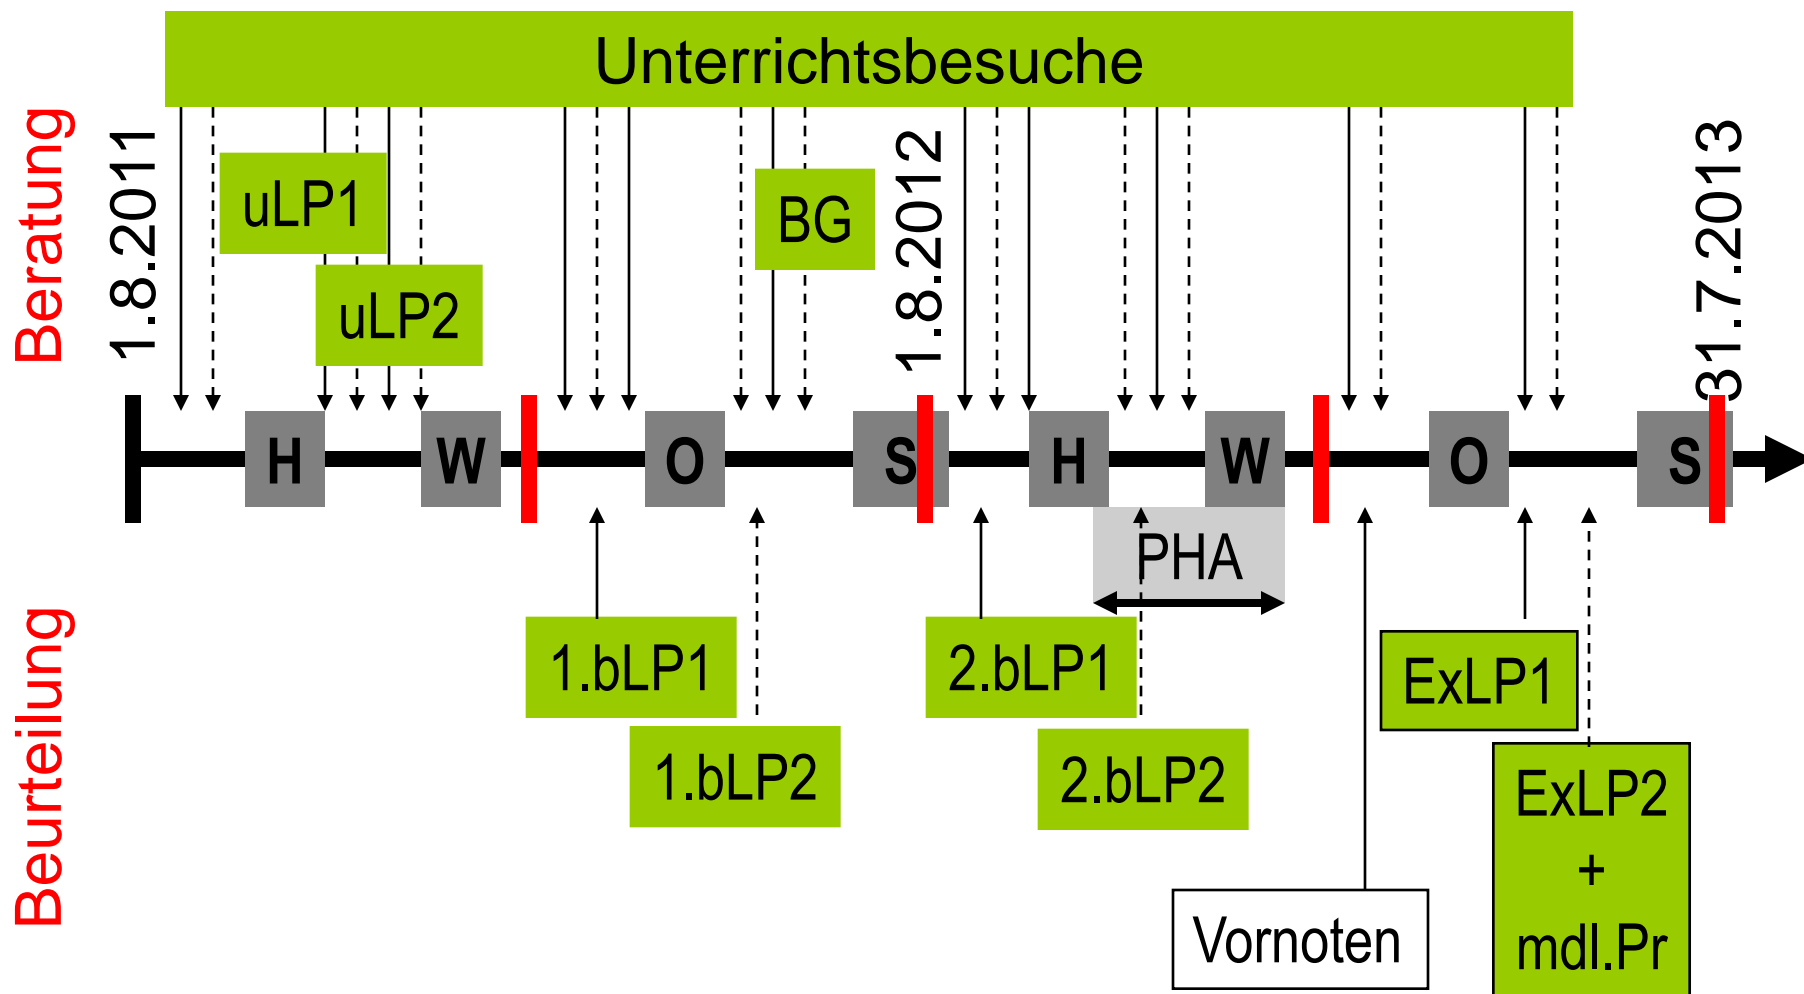 Unterrichtsbesuche
Beratung
1.8.2011
uLP1
uLP2
BG
1.8.2012
31.7.2013
H
W
O
S
H
W
O
S
PHA
Beurteilung
1.bLP1
1.bLP2
2.bLP1
2.bLP2
ExLP1
ExLP2
+
mdl.Pr
Vornoten